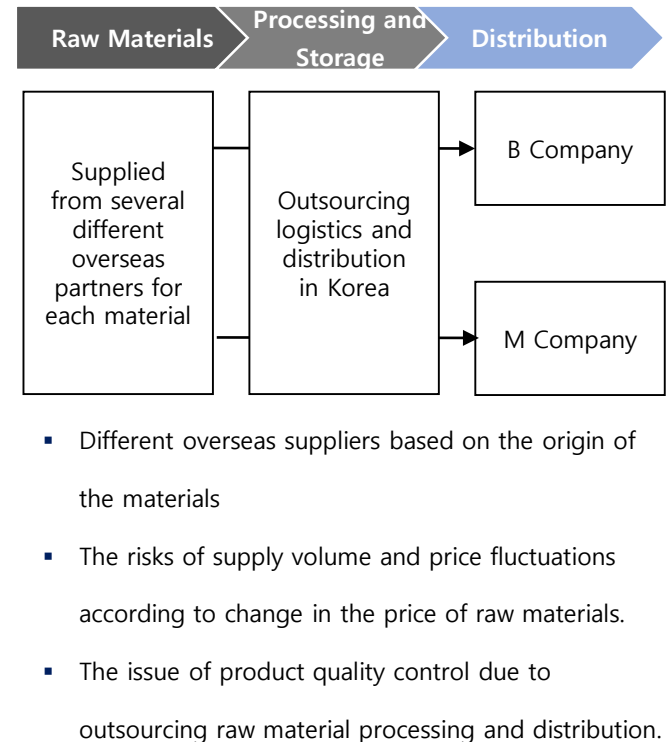 Raw Materials
Processing and
Storage
Distribution
Supplied
from several
different
overseas
partners for
each material
Outsourcing
logistics and
distribution
in Korea
B Company
M Company
▪ Different overseas suppliers based on the origin of
the materials
▪ The risks of supply volume and price fluctuations
according to change in the price of raw materials.
▪ The issue of product quality control due to
outsourcing raw material processing and distribution.